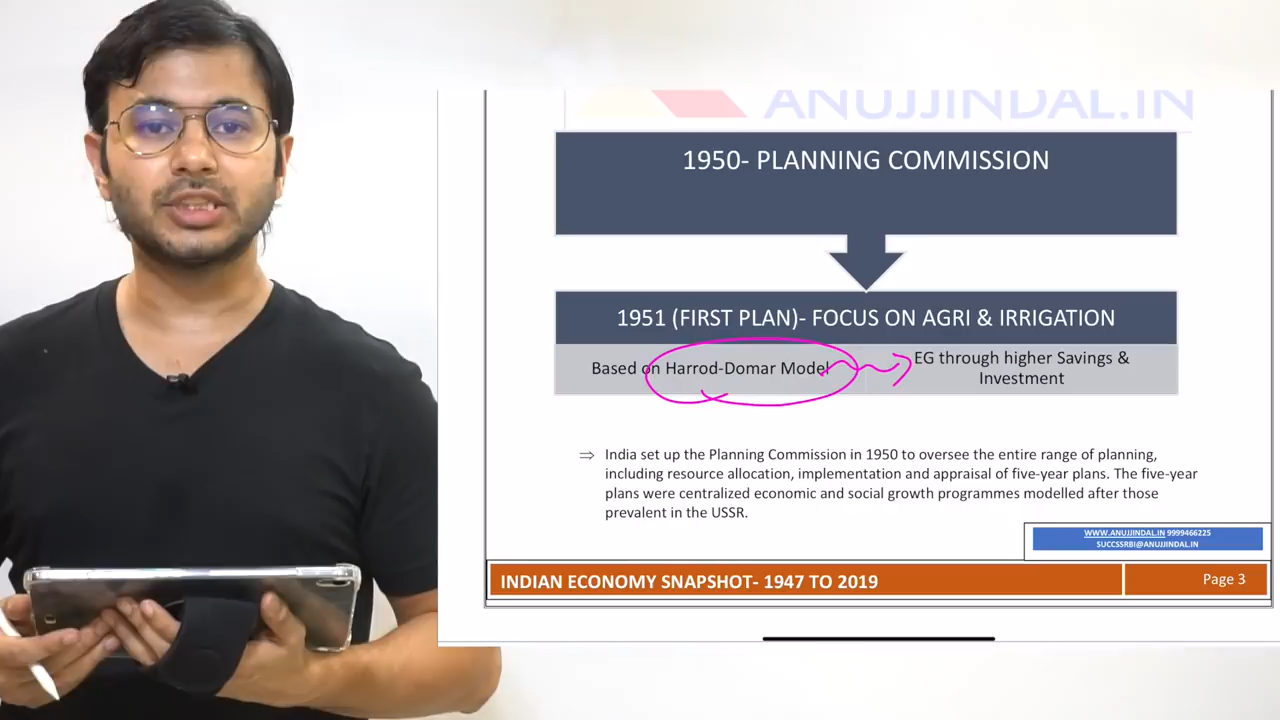 ANUJJINDAL.IN
1950- PLANNING COMMISSION
1951 (FIRST PLAN)- FOCUS ON AGRI & IRRIGATION
Based on Harrod-Domar Model
EG through higher Savings &
Investment
⇒ India set up the Planning Commission in 1950 to oversee the entire range of planning,
including resource allocation, implementation and appraisal of five-year plans. The five-year
plans were centralized economic and social growth programmes modelled after those
prevalent in the USSR.
WWW.ANUJJINDAL.IN 9999466225
SUCCSSRBI@ANUJJINDAL.IN
INDIAN ECONOMY SNAPSHOT- 1947 TO 2019
Page 3